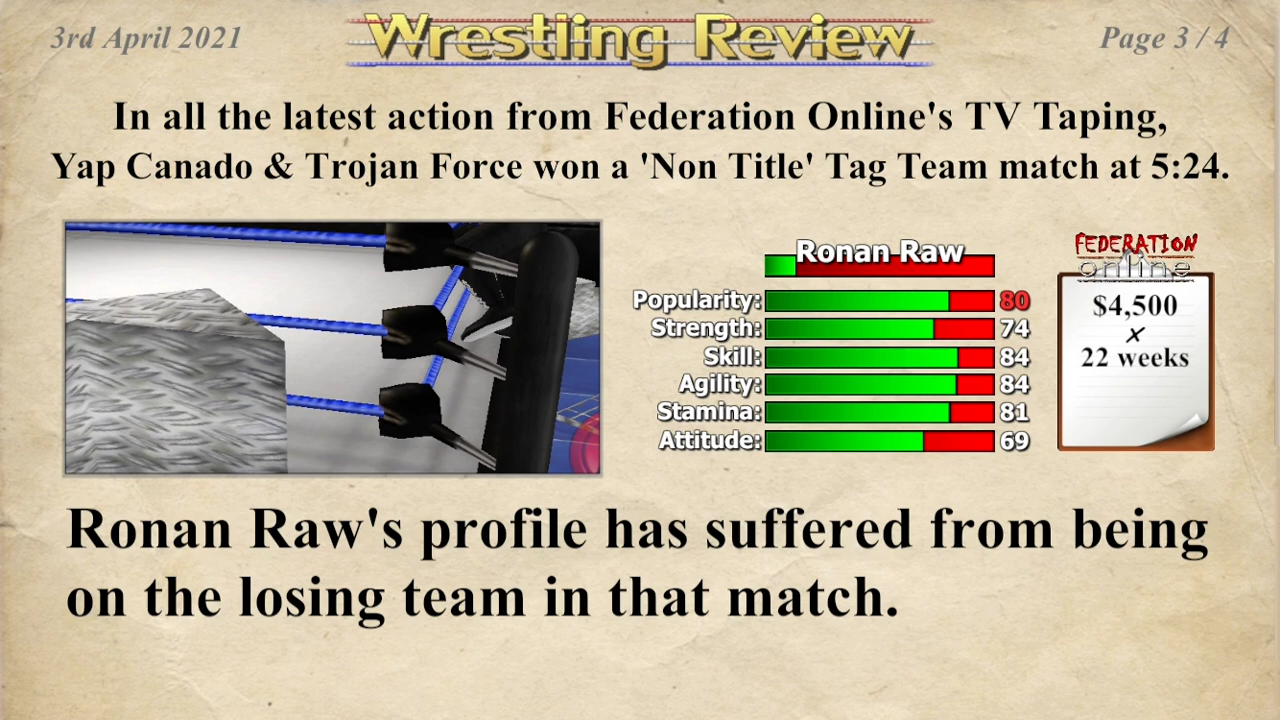 3rd April 2021
Wrestling Review
Page 3 / 4
In all the latest action from Federation Online's TV Taping,
Yap Canado & Trojan Force won a 'Non Title' Tag Team match at 5:24.
Ronan Raw
Popularity: 80
Strength: 74
Skill: 84
Agility: 84
Stamina: 81
Attitude: 69
FEDERATION
online
$4,500
x
22 weeks
Ronan Raw's profile has suffered from being
on the losing team in that match.